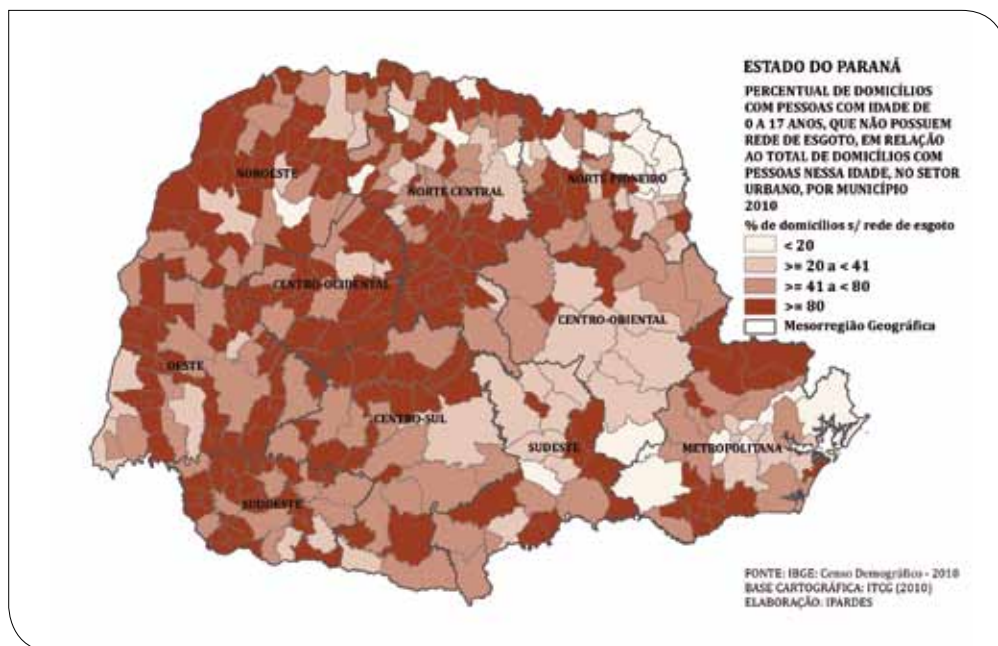 ESTADO DO PARANÁ
PERCENTUAL DE DOMICÍLIOS
COM PESSOAS COM IDADE DE
0 A 17 ANOS, QUE NÃO POSSUEM
REDE DE ESGOTO, EM RELAÇÃO
AO TOTAL DE DOMICÍLIOS COM
PESSOAS NESSA IDADE, NO SETOR
URBANO, POR MUNICÍPIO
2010
% de domicílios s/ rede de esgoto
< 20
>= 20 a < 41
>= 41 a < 80
>= 80
Mesorregião Geográfica
NOROESTE
NORTE CENTRAL
NORTE PIONEIRO
CENTRO-OCIDENTAL
CENTRO-ORIENTAL
OESTE
CENTRO-SUL
SUDESTE
METROPOLITANA
SUDOESTE
FONTE: IBGE: Censo Demográfico - 2010
BASE CARTOGRÁFICA: ITCG (2010)
ELABORAÇÃO: IPARDES